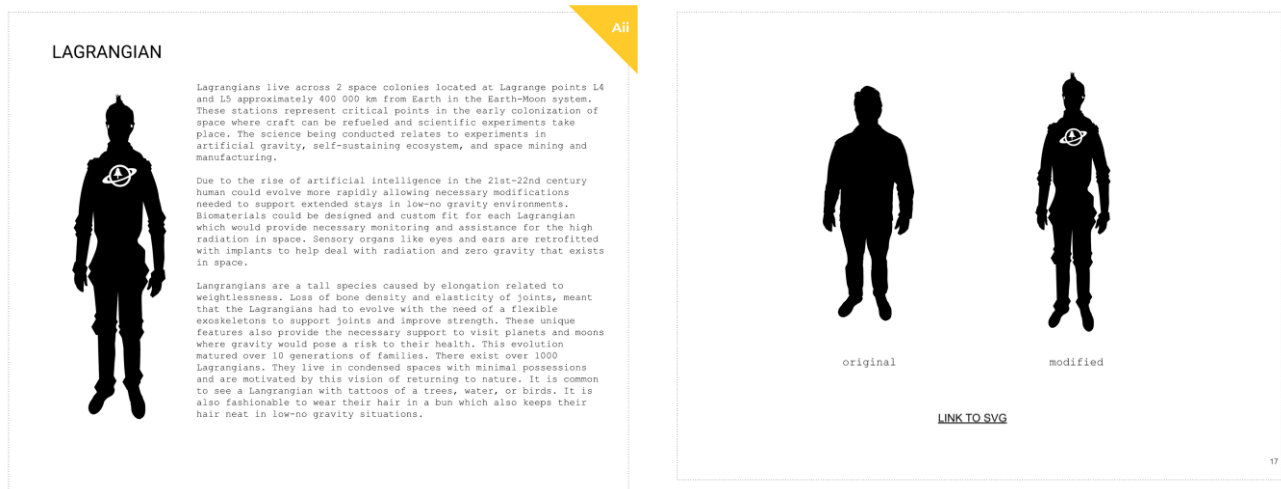 Aii
LAGRANGIAN
Lagrangians live across 2 space colonies located at Lagrange points L4
and L5 approximately 400 000 km from Earth in the Earth-Moon system.
These stations represent critical points in the early colonization of
space where craft can be refueled and scientific experiments take
place. The science being conducted relates to experiments in
artificial gravity, self-sustaining ecosystem, and space mining and
manufacturing.
Due to the rise of artificial intelligence in the 21st-22nd century
human could evolve more rapidly allowing necessary modifications
needed to support extended stays in low-no gravity environments.
Biomaterials could be designed and custom fit for each Lagrangian
which would provide necessary monitoring and assistance for the high
radiation in space. Sensory organs like eyes and ears are retrofitted
with implants to help deal with radiation and zero gravity that exists
in space.
Langrangians are a tall species caused by elongation related to
weightlessness. Loss of bone density and elasticity of joints, meant
that the Lagrangians had to evolve with the need of a flexible
exoskeletons to support joints and improve strength. These unique
features also provide the necessary support to visit planets and moons
where gravity would pose a risk to their health. This evolution
matured over 10 generations of families. There exist over 1000
Lagrangians. They live in condensed spaces with minimal possessions
and are motivated by this vision of returning to nature. It is common
to see a Langrangian with tattoos of a trees, water, or birds. It is
also fashionable to wear their hair in a bun which also keeps their
hair neat in low-no gravity situations.
original
modified
LINK TO SVG
17